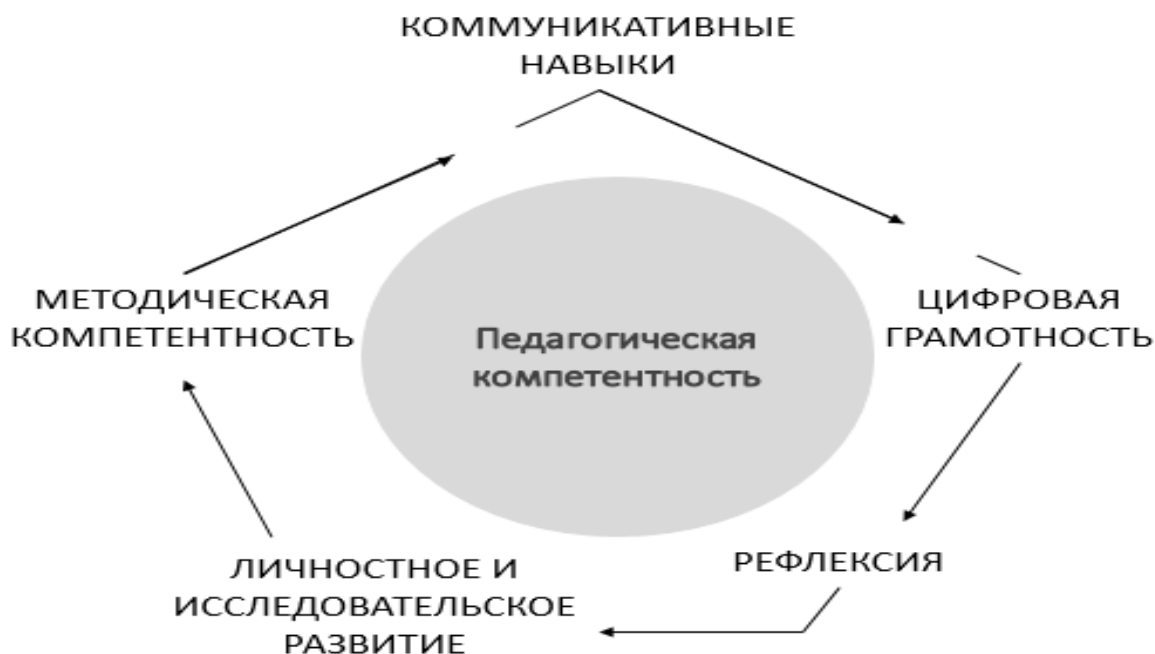 КОММУНИКАТИВНЫЕ
НАВЫКИ
МЕТОДИЧЕСКАЯ
КОМПЕТЕНТНОСТЬ
Педагогическая
компетентность
ЦИФРОВАЯ
ГРАМОТНОСТЬ
ЛИЧНОСТНОЕ И
ИССЛЕДОВАТЕЛЬСКОЕ
РАЗВИТИЕ
РЕФЛЕКСИЯ